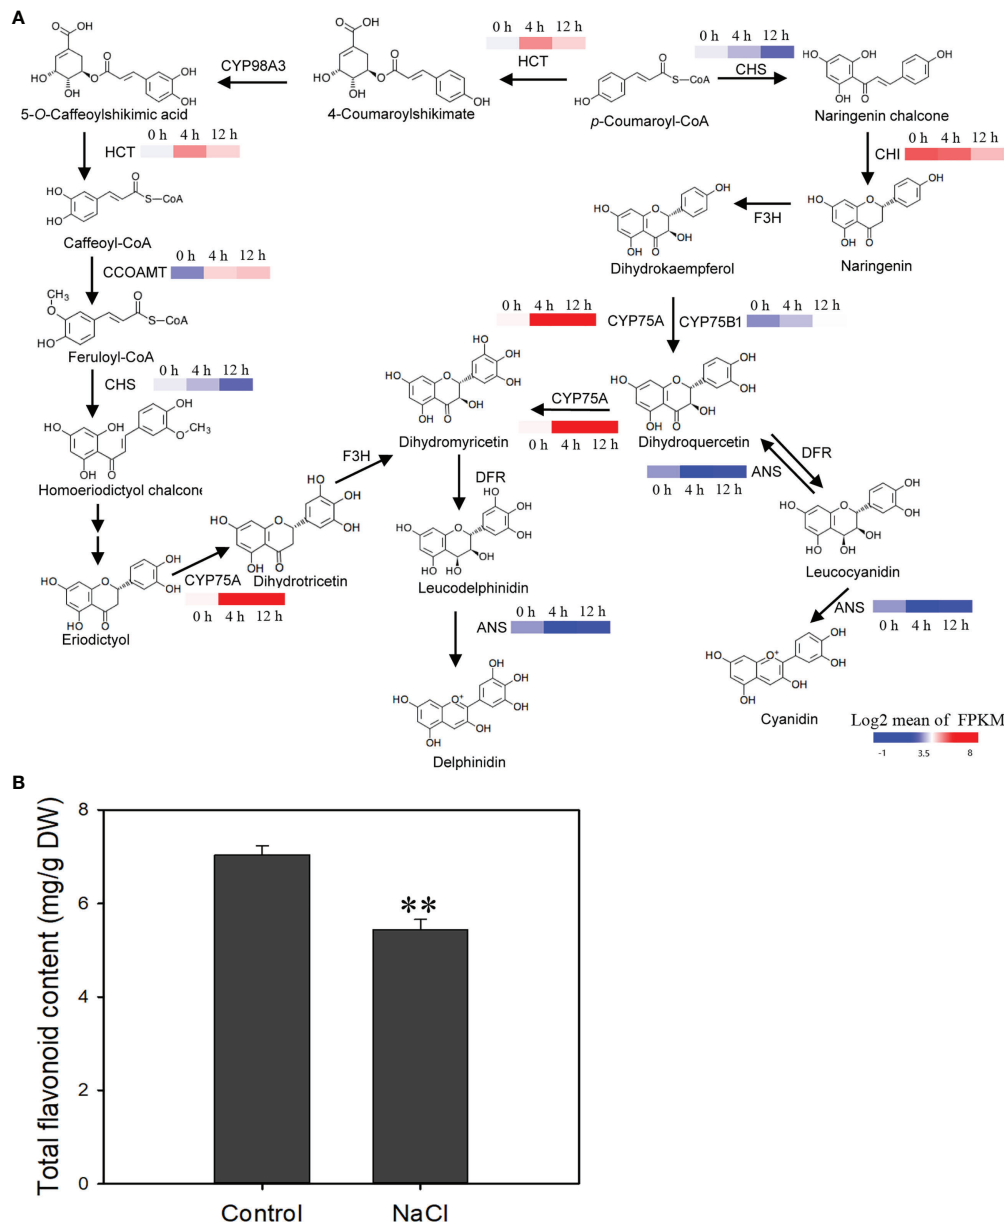 A
0 h 4 h 12 h
HCT
0 h 4 h 12 h
CHS
CYP98A3
5-O-Caffeoylshikimic acid
4-Coumaroylshikimate
p-Coumaroyl-CoA
Naringenin chalcone
0 h 4 h 12 h
HCT
0 h 4 h 12 h
CHI
F3H
Caffeoyl-CoA
Dihydrokaempferol
Naringenin
0 h 4 h 12 h
CCOAMT
0 h 4 h 12 h
CYP75A
CYP75B1
0 h 4 h 12 h
Feruloyl-CoA
0 h 4 h 12 h
CHS
CYP75A
0 h 4 h 12 h
Dihydromyricetin
Dihydroquercetin
Homoeriodictyol chalcone
F3H
DFR
ANS
0 h 4 h 12 h
DFR
Dihydrotricetin
CYP75A
0 h 4 h 12 h
Leucodelphinidin
Leucocyanidin
Eriodictyol
ANS
0 h 4 h 12 h
ANS
0 h 4 h 12 h
Cyanidin
Delphinidin
Log2 mean of FPKM
-1 3.5 8
B
Total flavonoid content (mg/g DW)
8
6
4
2
0
**
Control NaCl